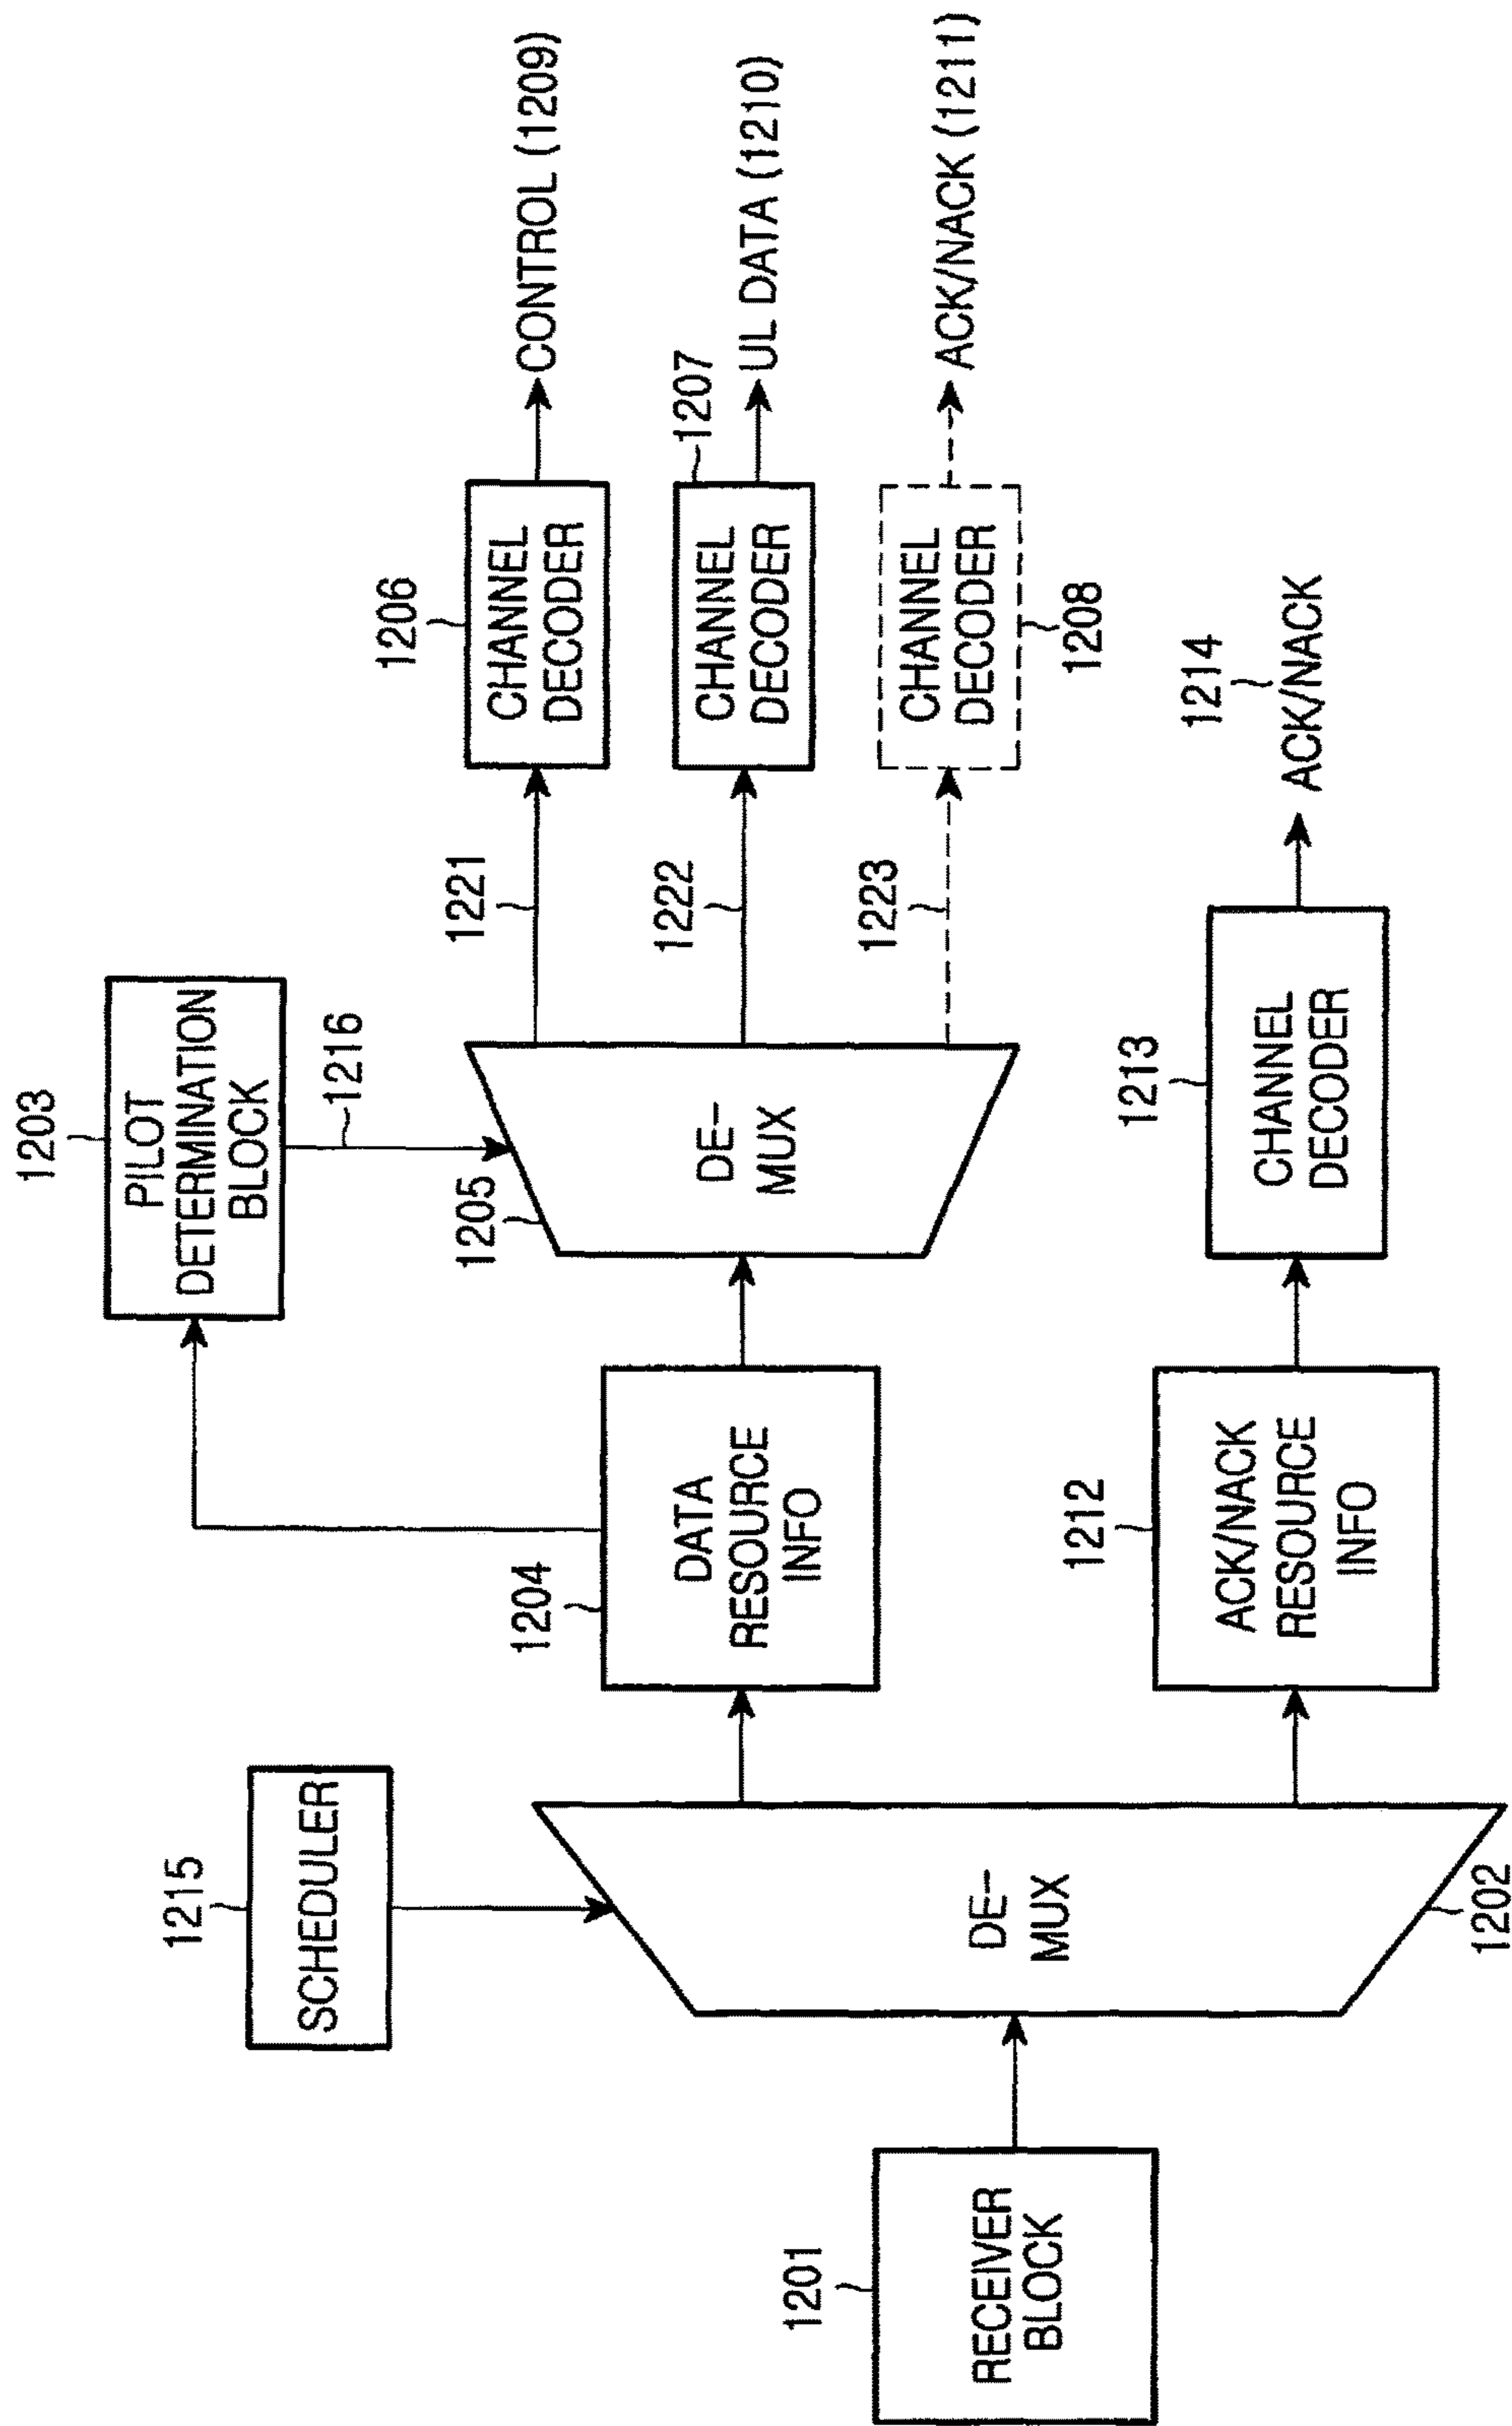 1203
PILOT
DETERMINATION
BLOCK
1216
1215
SCHEDULER
1204
DATA
RESOURCE
INFO
1205
DE-
MUX
1221
1222
1223
1206
CHANNEL
DECODER
CONTROL (1209)
1207
CHANNEL
DECODER
UL DATA (1210)
CHANNEL
DECODER
1208
ACK/NACK (1211)
1201
RECEIVER
BLOCK
DE-
MUX
1202
1212
ACK/NACK
RESOURCE
INFO
1213
CHANNEL
DECODER
1214
ACK/NACK